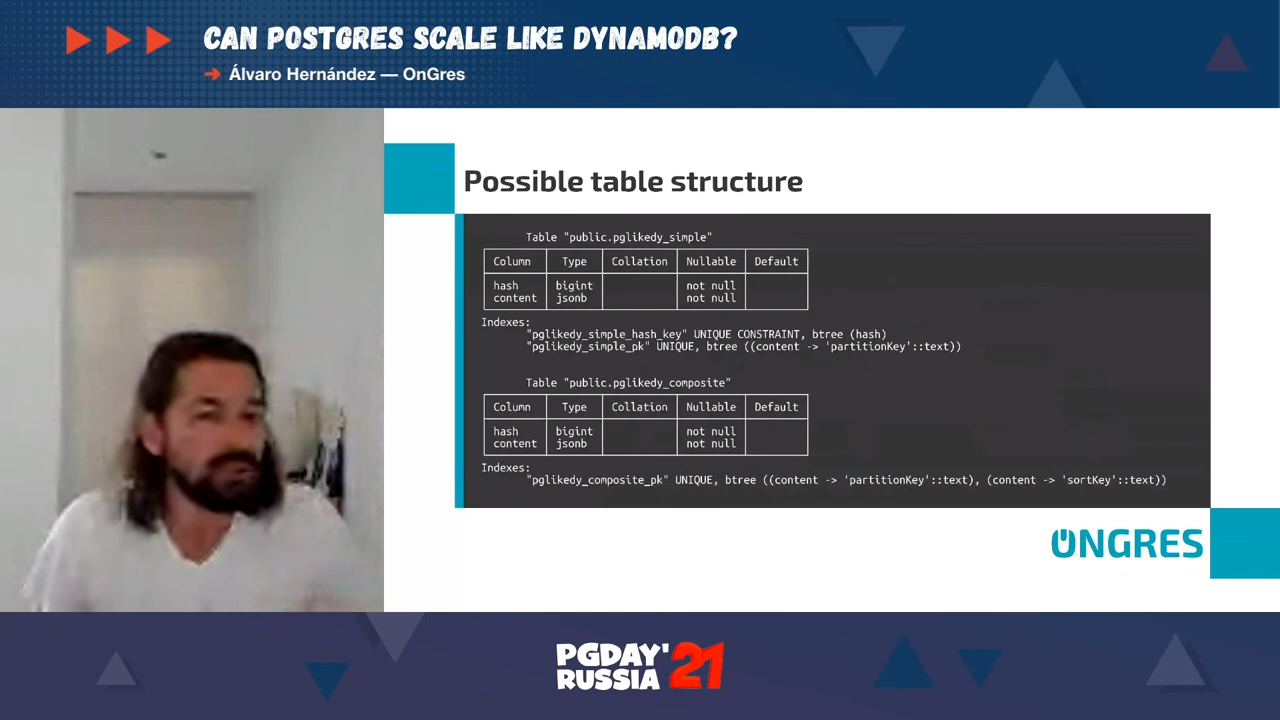 CAN POSTGRES SCALE LIKE DYNAMODB?
Álvaro Hernández — OnGres
Possible table structure
Table "public.pglikedy_simple"
Column Type Collation Nullable Default
hash bigint not null
content jsonb not null
Indexes:
"pglikedy_simple_hash_key" UNIQUE CONSTRAINT, btree (hash)
"pglikedy_simple_pk" UNIQUE, btree ((content -> 'partitionKey'::text))
Table "public.pglikedy_composite"
Column Type Collation Nullable Default
hash bigint not null
content jsonb not null
Indexes:
"pglikedy_composite_pk" UNIQUE, btree ((content -> 'partitionKey'::text), (content -> 'sortKey'::text))
ONGRES
PGDAY'21
RUSSIA